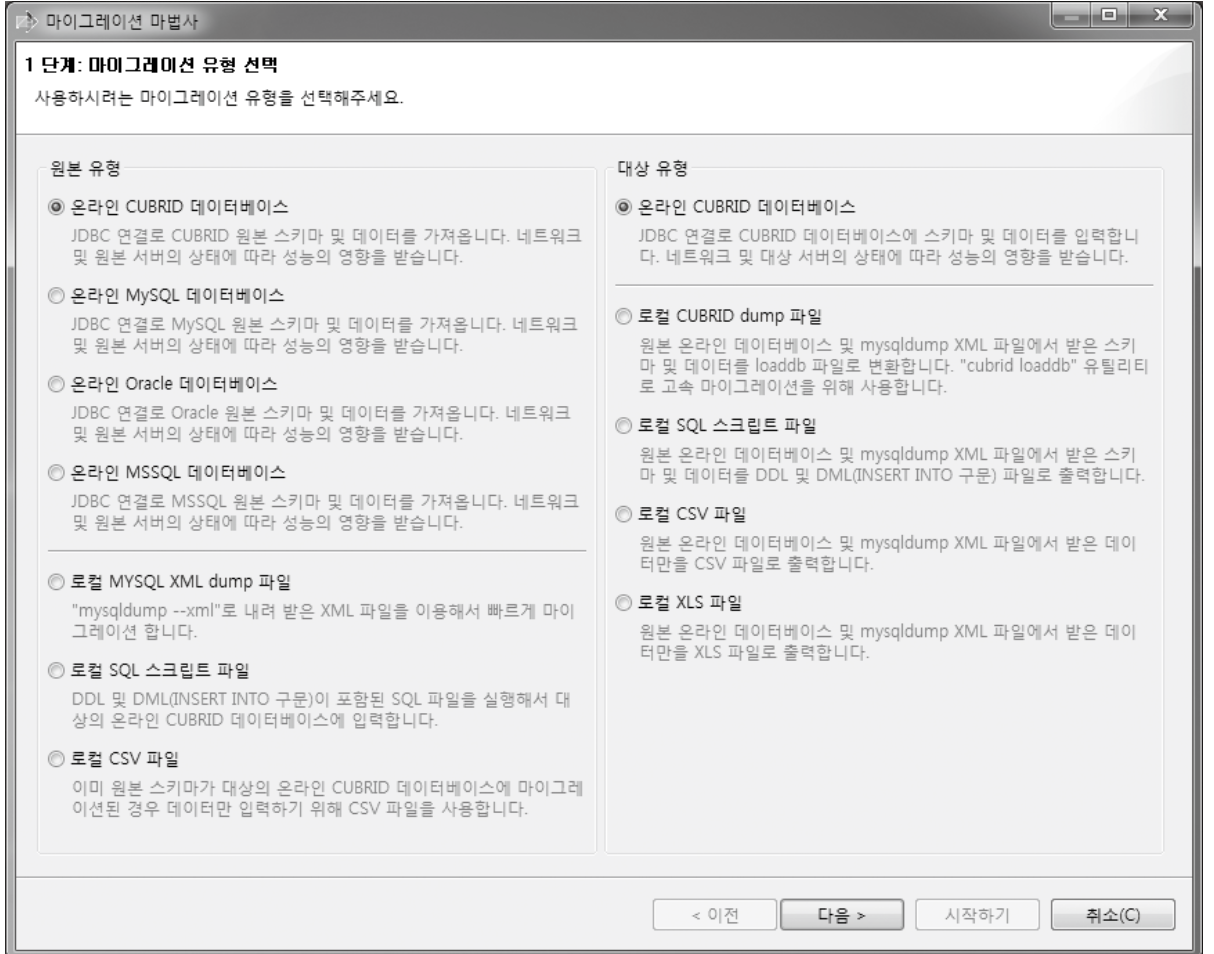 마이그레이션 마법사
1 단계: 마이그레이션 유형 선택
사용하시려는 마이그레이션 유형을 선택해주세요.
원본 유형
온라인 CUBRID 데이터베이스
JDBC 연결로 CUBRID 원본 스키마 및 데이터를 가져옵니다. 네트워크
및 원본 서버의 상태에 따라 성능의 영향을 받습니다.
온라인 MySQL 데이터베이스
JDBC 연결로 MySQL 원본 스키마 및 데이터를 가져옵니다. 네트워크
및 원본 서버의 상태에 따라 성능의 영향을 받습니다.
온라인 Oracle 데이터베이스
JDBC 연결로 Oracle 원본 스키마 및 데이터를 가져옵니다. 네트워크
및 원본 서버의 상태에 따라 성능의 영향을 받습니다.
온라인 MSSQL 데이터베이스
JDBC 연결로 MSSQL 원본 스키마 및 데이터를 가져옵니다. 네트워크
및 원본 서버의 상태에 따라 성능의 영향을 받습니다.
로컬 MYSQL XML dump 파일
"mysqldump --xml"로 내려 받은 XML 파일을 이용해서 빠르게 마이
그레이션 합니다.
로컬 SQL 스크립트 파일
DDL 및 DML(INSERT INTO 구문)이 포함된 SQL 파일을 실행해서 대
상의 온라인 CUBRID 데이터베이스에 입력합니다.
로컬 CSV 파일
이미 원본 스키마가 대상의 온라인 CUBRID 데이터베이스에 마이그레
이션된 경우 데이터만 입력하기 위해 CSV 파일을 사용합니다.
대상 유형
온라인 CUBRID 데이터베이스
JDBC 연결로 CUBRID 데이터베이스에 스키마 및 데이터를 입력합니
다. 네트워크 및 대상 서버의 상태에 따라 성능의 영향을 받습니다.
로컬 CUBRID dump 파일
원본 온라인 데이터베이스 및 mysqldump XML 파일에서 받은 스키
마 및 데이터를 loaddb 파일로 변환합니다. "cubrid loaddb" 유틸리티
로 고속 마이그레이션을 위해 사용합니다.
로컬 SQL 스크립트 파일
원본 온라인 데이터베이스 및 mysqldump XML 파일에서 받은 스키
마 및 데이터를 DDL 및 DML(INSERT INTO 구문) 파일로 출력합니다.
로컬 CSV 파일
원본 온라인 데이터베이스 및 mysqldump XML 파일에서 받은 데이
터만을 CSV 파일로 출력합니다.
로컬 XLS 파일
원본 온라인 데이터베이스 및 mysqldump XML 파일에서 받은 데이
터만을 XLS 파일로 출력합니다.
< 이전 다음 > 시작하기 취소(C)